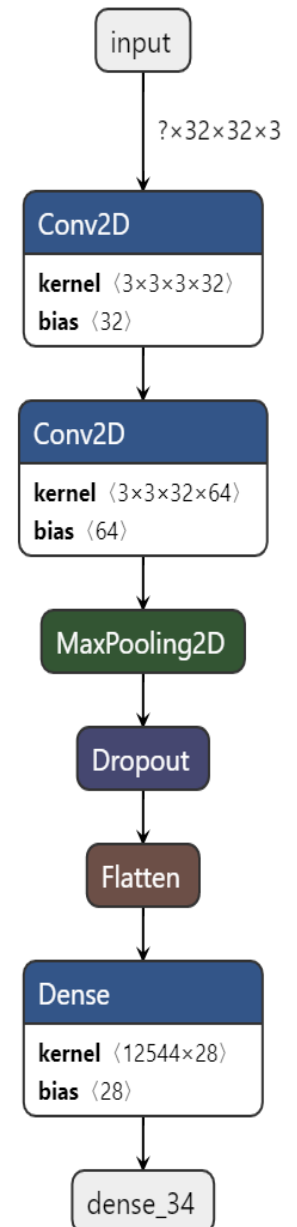 input
?×32×32×3
Conv2D
kernel 〈3×3×3×32〉
bias 〈32〉
Conv2D
kernel 〈3×3×32×64〉
bias 〈64〉
MaxPooling2D
Dropout
Flatten
Dense
kernel 〈12544×28〉
bias 〈28〉
dense_34